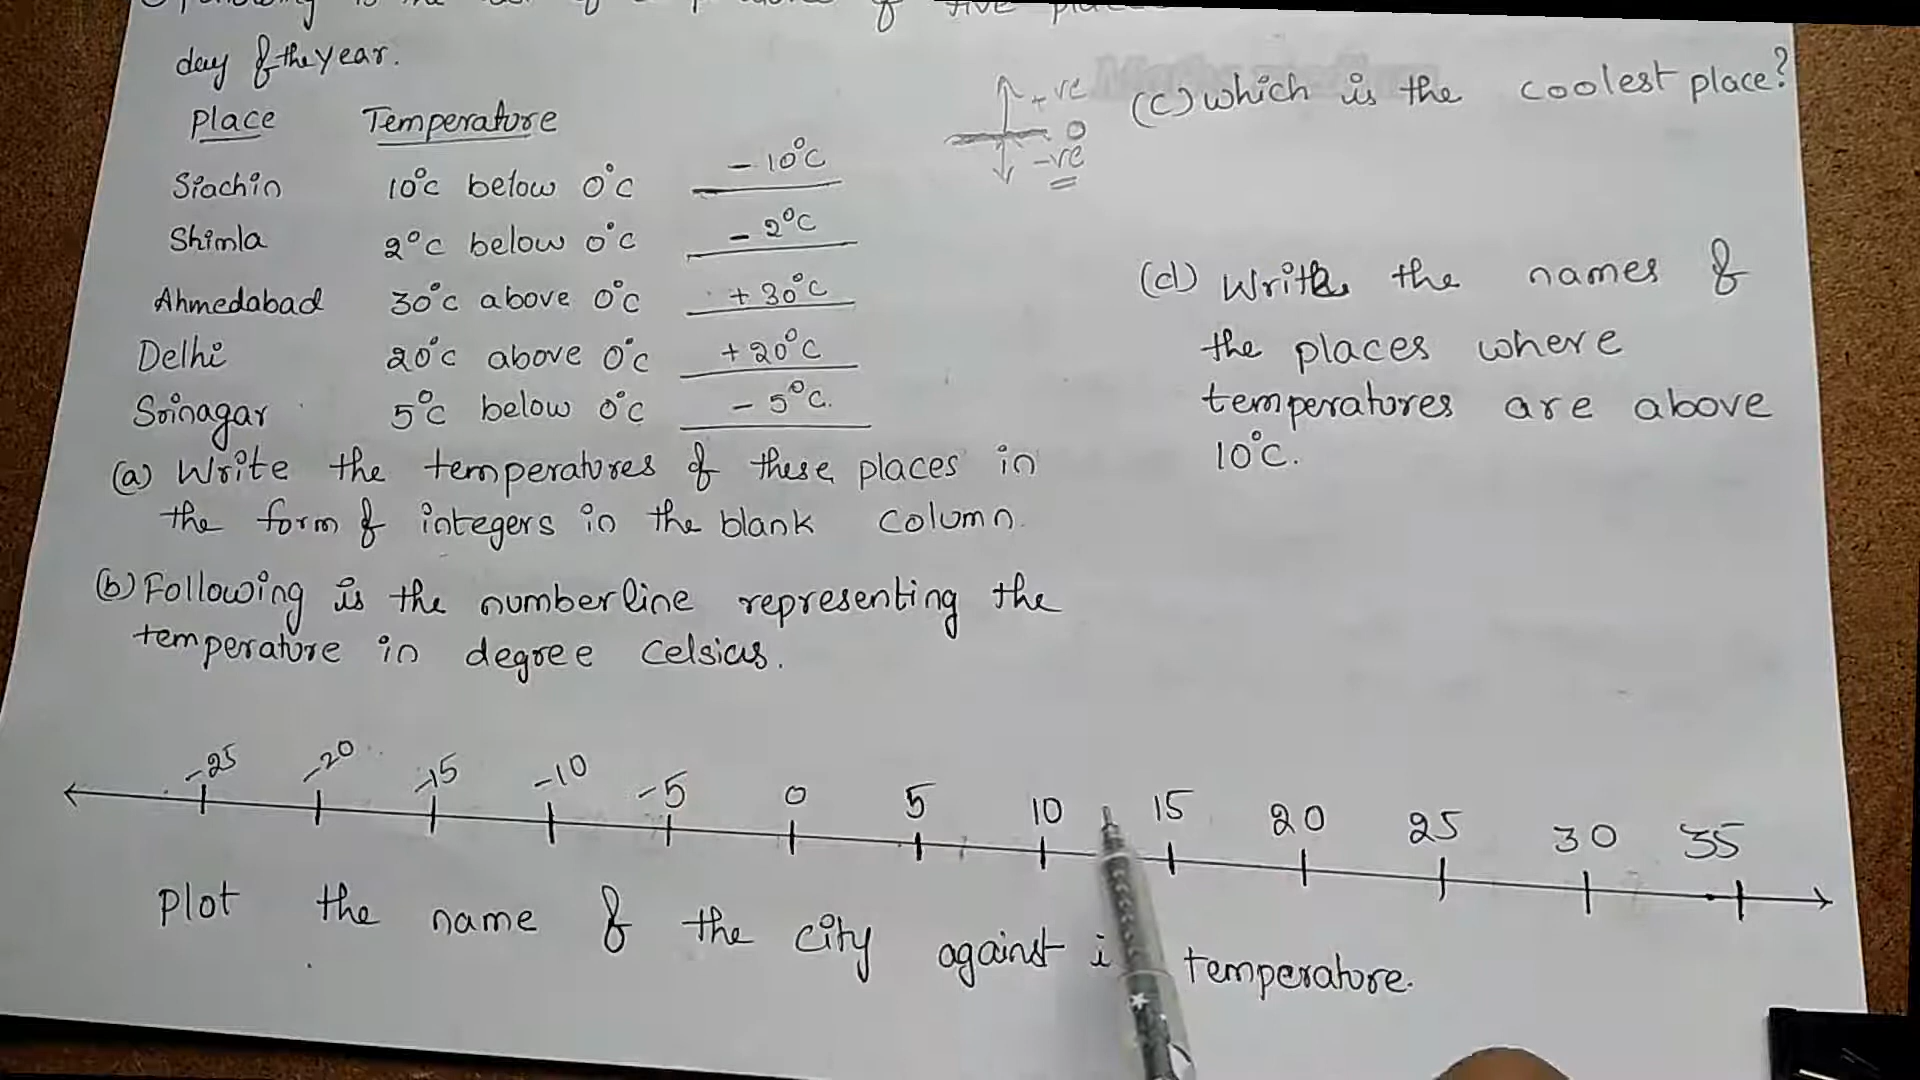 day of the year.
Place Temperature
Siachin 10°C below 0°C -10°C
Shimla 2°C below 0°C -2°C
Ahmedabad 30°C above 0°C +30°C
Delhi 20°C above 0°C +20°C
Srinagar 5°C below 0°C -5°C.
(a) Write the temperatures of these places in
the form of integers in the blank column.
(b) Following is the numberline representing the
temperature in degree Celsius.
-25 -20 -15 -10 -5 0 5 10 15 20 25 30 35
Plot the name of the city against temperature.
+ve
0
-ve
(c) which is the coolest place?
(d) Write the names of
the places where
temperatures are above
10°C.